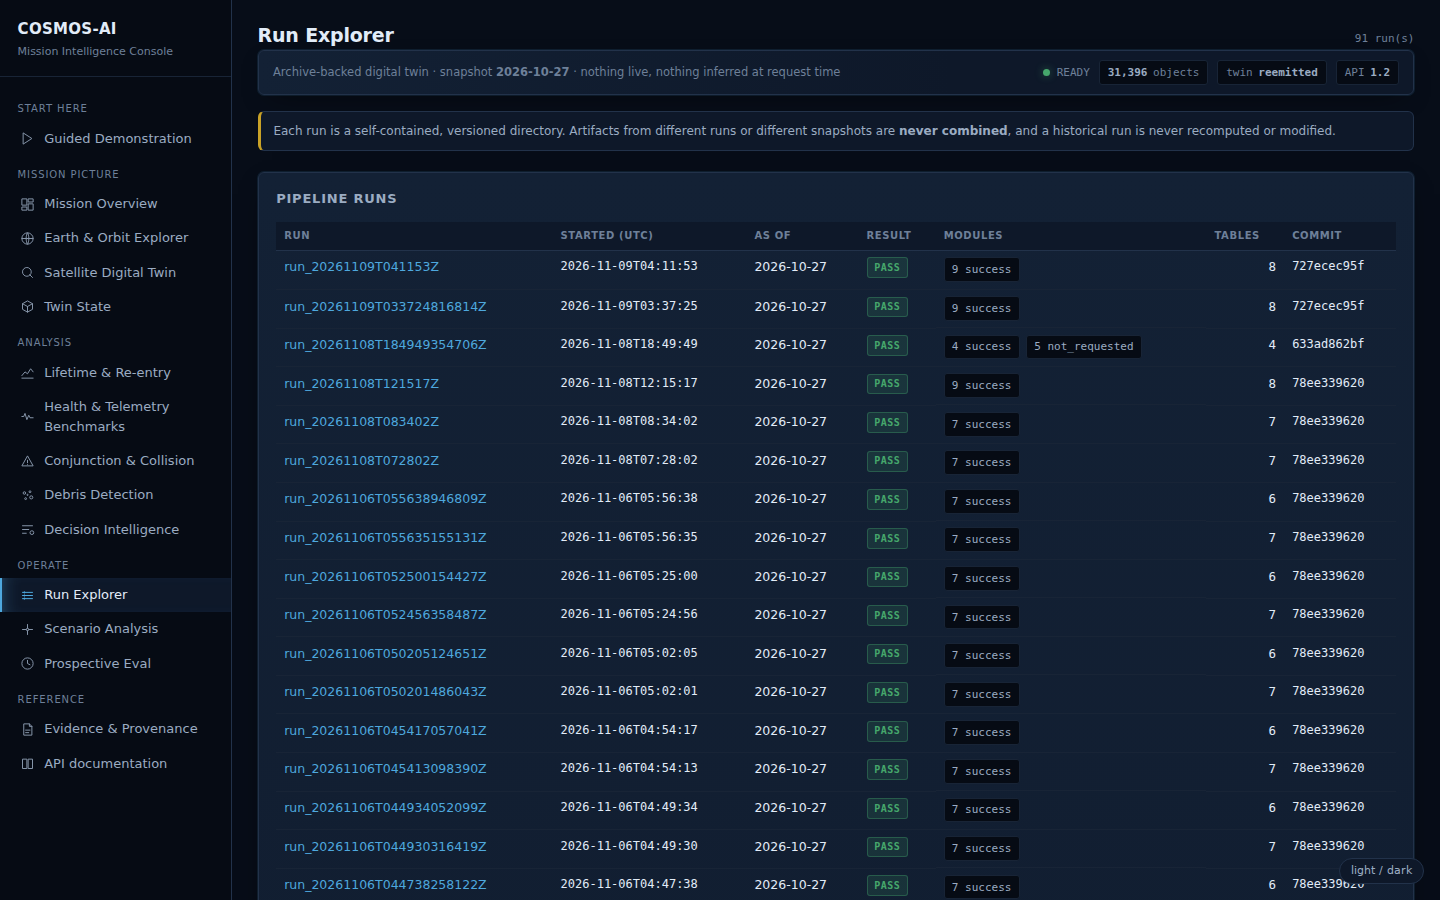 COSMOS-AI
Mission Intelligence Console
START HERE
Guided Demonstration
MISSION PICTURE
Mission Overview
Earth & Orbit Explorer
Satellite Digital Twin
Twin State
ANALYSIS
Lifetime & Re-entry
Health & Telemetry
Benchmarks
Conjunction & Collision
Debris Detection
Decision Intelligence
OPERATE
Run Explorer
Scenario Analysis
Prospective Eval
REFERENCE
Evidence & Provenance
API documentation
Run Explorer
91 run(s)
Archive-backed digital twin · snapshot 2026-10-27 · nothing live, nothing inferred at request time
READY 31,396 objects twin reemitted API 1.2
Each run is a self-contained, versioned directory. Artifacts from different runs or different snapshots are never combined, and a historical run is never recomputed or modified.
PIPELINE RUNS
RUN STARTED (UTC) AS OF RESULT MODULES TABLES COMMIT
run_20261109T041153Z 2026-11-09T04:11:53 2026-10-27 PASS 9 success 8 727ecec95f
run_20261109T033724816814Z 2026-11-09T03:37:25 2026-10-27 PASS 9 success 8 727ecec95f
run_20261108T184949354706Z 2026-11-08T18:49:49 2026-10-27 PASS 4 success 5 not_requested 4 633ad862bf
run_20261108T121517Z 2026-11-08T12:15:17 2026-10-27 PASS 9 success 8 78ee339620
run_20261108T083402Z 2026-11-08T08:34:02 2026-10-27 PASS 7 success 7 78ee339620
run_20261108T072802Z 2026-11-08T07:28:02 2026-10-27 PASS 7 success 7 78ee339620
run_20261106T055638946809Z 2026-11-06T05:56:38 2026-10-27 PASS 7 success 6 78ee339620
run_20261106T055635155131Z 2026-11-06T05:56:35 2026-10-27 PASS 7 success 7 78ee339620
run_20261106T052500154427Z 2026-11-06T05:25:00 2026-10-27 PASS 7 success 6 78ee339620
run_20261106T052456358487Z 2026-11-06T05:24:56 2026-10-27 PASS 7 success 7 78ee339620
run_20261106T050205124651Z 2026-11-06T05:02:05 2026-10-27 PASS 7 success 6 78ee339620
run_20261106T050201486043Z 2026-11-06T05:02:01 2026-10-27 PASS 7 success 7 78ee339620
run_20261106T045417057041Z 2026-11-06T04:54:17 2026-10-27 PASS 7 success 6 78ee339620
run_20261106T045413098390Z 2026-11-06T04:54:13 2026-10-27 PASS 7 success 7 78ee339620
run_20261106T044934052099Z 2026-11-06T04:49:34 2026-10-27 PASS 7 success 6 78ee339620
run_20261106T044930316419Z 2026-11-06T04:49:30 2026-10-27 PASS 7 success 7 78ee339620
run_20261106T044738258122Z 2026-11-06T04:47:38 2026-10-27 PASS 7 success 6 78ee339620
light / dark